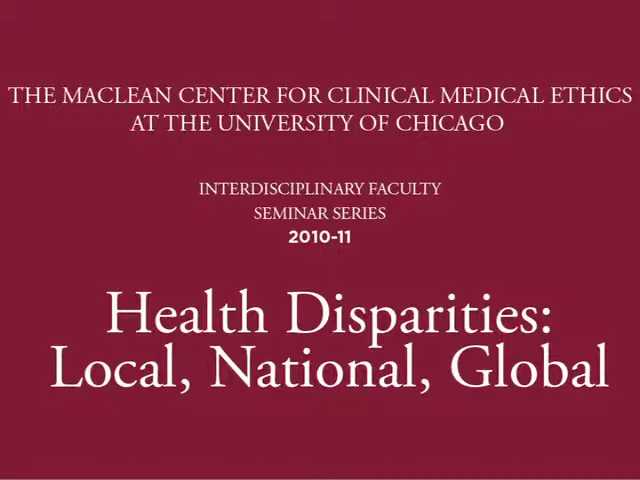 THE MACLEAN CENTER FOR CLINICAL MEDICAL ETHICS
AT THE UNIVERSITY OF CHICAGO
INTERDISCIPLINARY FACULTY
SEMINAR SERIES
2010-11
Health Disparities:
Local, National, Global